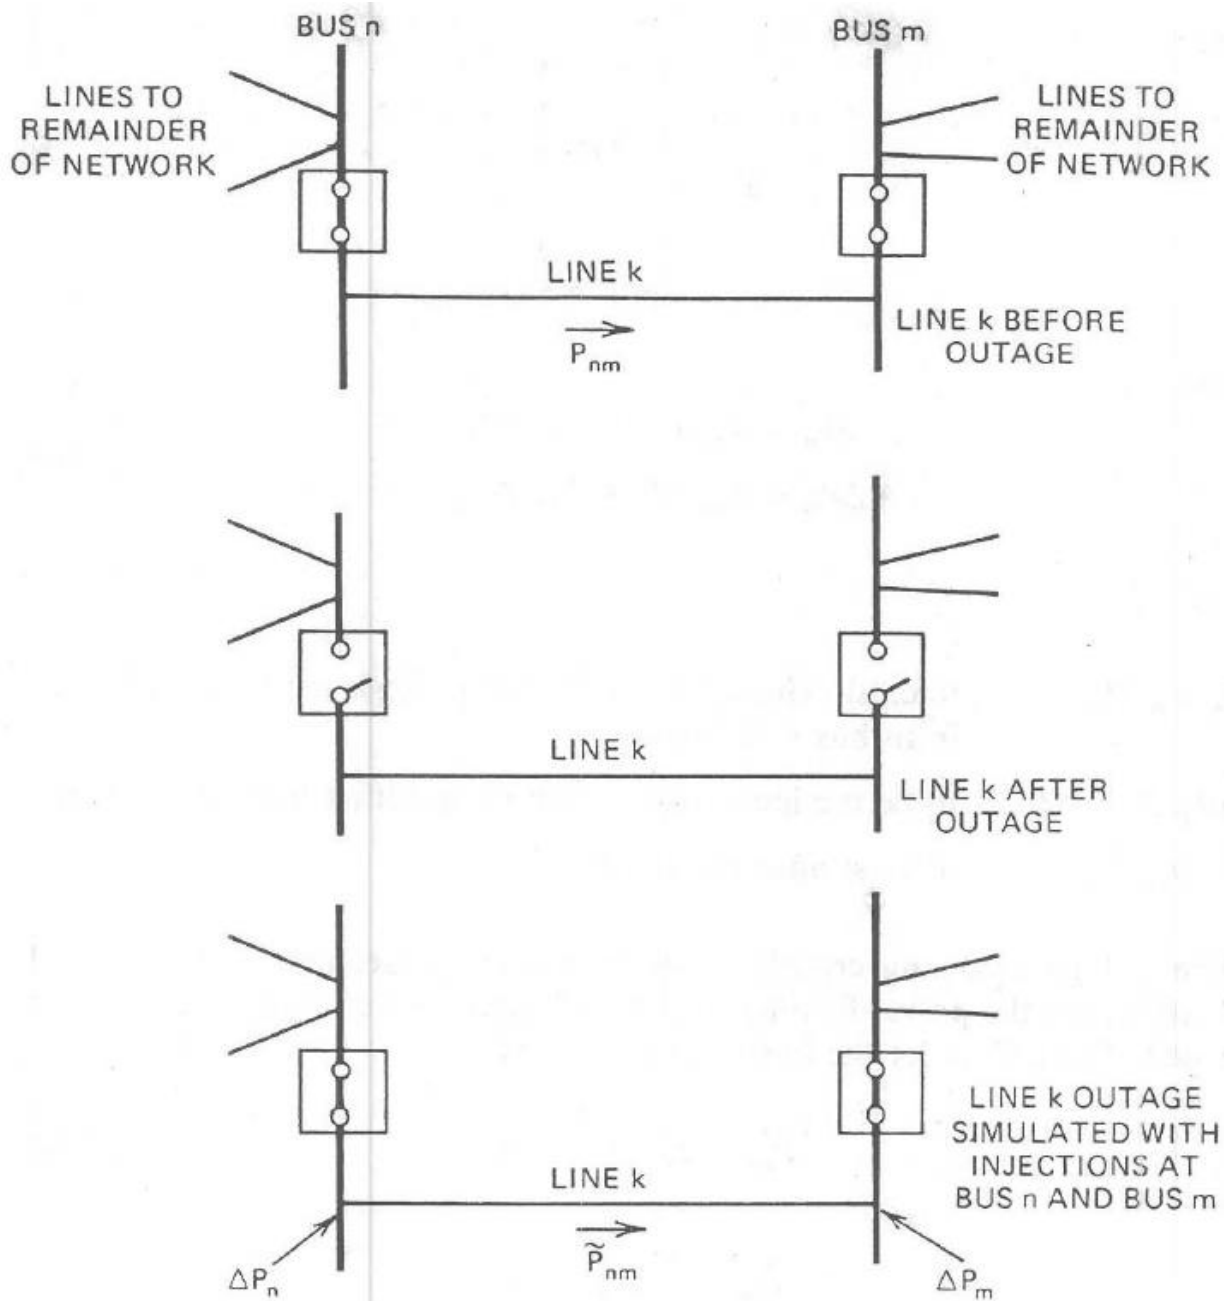 BUS n
BUS m
LINES TO
REMAINDER
OF NETWORK
LINES TO
REMAINDER
OF NETWORK
LINE k
P_nm
LINE k BEFORE
OUTAGE
LINE k
LINE k AFTER
OUTAGE
LINE k
P̃_nm
LINE k OUTAGE
SIMULATED WITH
INJECTIONS AT
BUS n AND BUS m
ΔP_n
ΔP_m